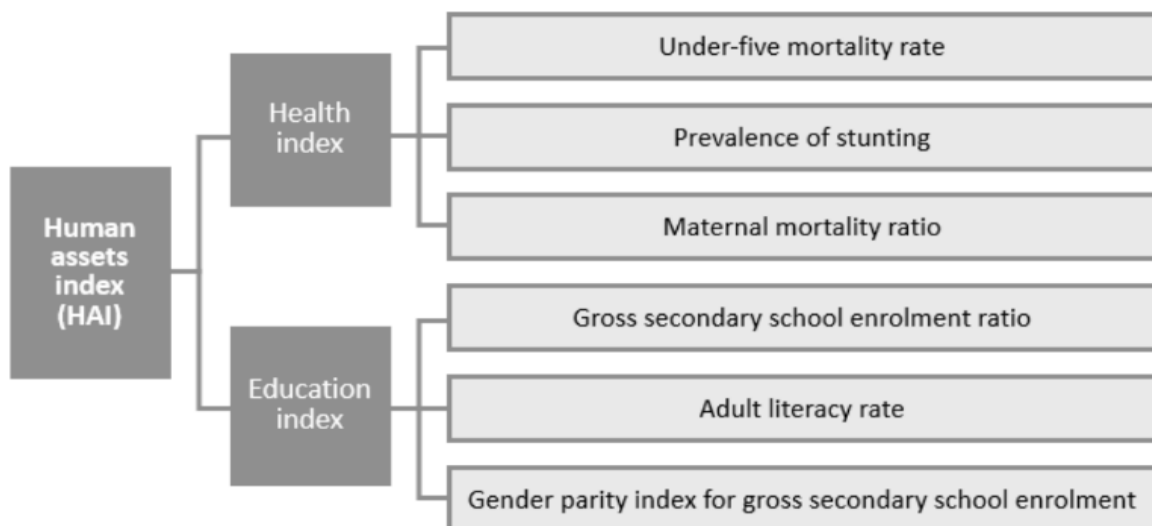 Human
assets
index
(HAI)
Health
index
Under-five mortality rate
Prevalence of stunting
Maternal mortality ratio
Education
index
Gross secondary school enrolment ratio
Adult literacy rate
Gender parity index for gross secondary school enrolment